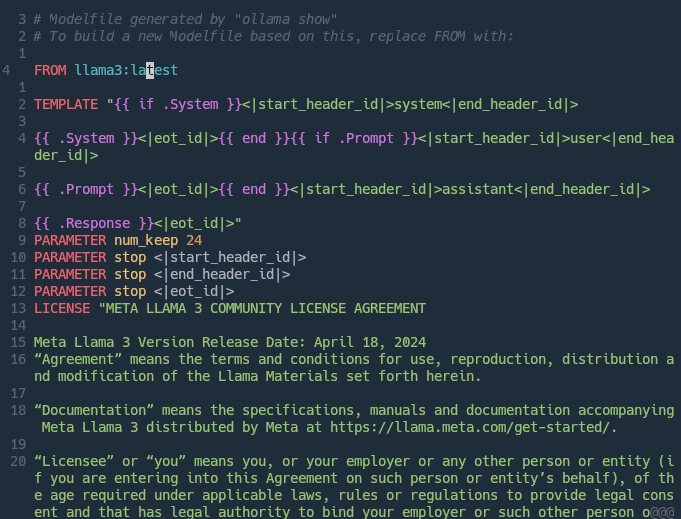 3 # Modelfile generated by "ollama show"
2 # To build a new Modelfile based on this, replace FROM with:
1
4 FROM llama3:latest
1
2 TEMPLATE "{{ if .System }}<|start_header_id|>system<|end_header_id|>
3
4 {{ .System }}<|eot_id|>{{ end }}{{ if .Prompt }}<|start_header_id|>user<|end_hea
der_id|>
5
6 {{ .Prompt }}<|eot_id|>{{ end }}<|start_header_id|>assistant<|end_header_id|>
7
8 {{ .Response }}<|eot_id|>"
9 PARAMETER num_keep 24
10 PARAMETER stop <|start_header_id|>
11 PARAMETER stop <|end_header_id|>
12 PARAMETER stop <|eot_id|>
13 LICENSE "META LLAMA 3 COMMUNITY LICENSE AGREEMENT
14
15 Meta Llama 3 Version Release Date: April 18, 2024
16 “Agreement” means the terms and conditions for use, reproduction, distribution a
nd modification of the Llama Materials set forth herein.
17
18 “Documentation” means the specifications, manuals and documentation accompanying
Meta Llama 3 distributed by Meta at https://llama.meta.com/get-started/.
19
20 “Licensee” or “you” means you, or your employer or any other person or entity (i
f you are entering into this Agreement on such person or entity’s behalf), of th
e age required under applicable laws, rules or regulations to provide legal cons
ent and that has legal authority to bind your employer or such other person o@@@